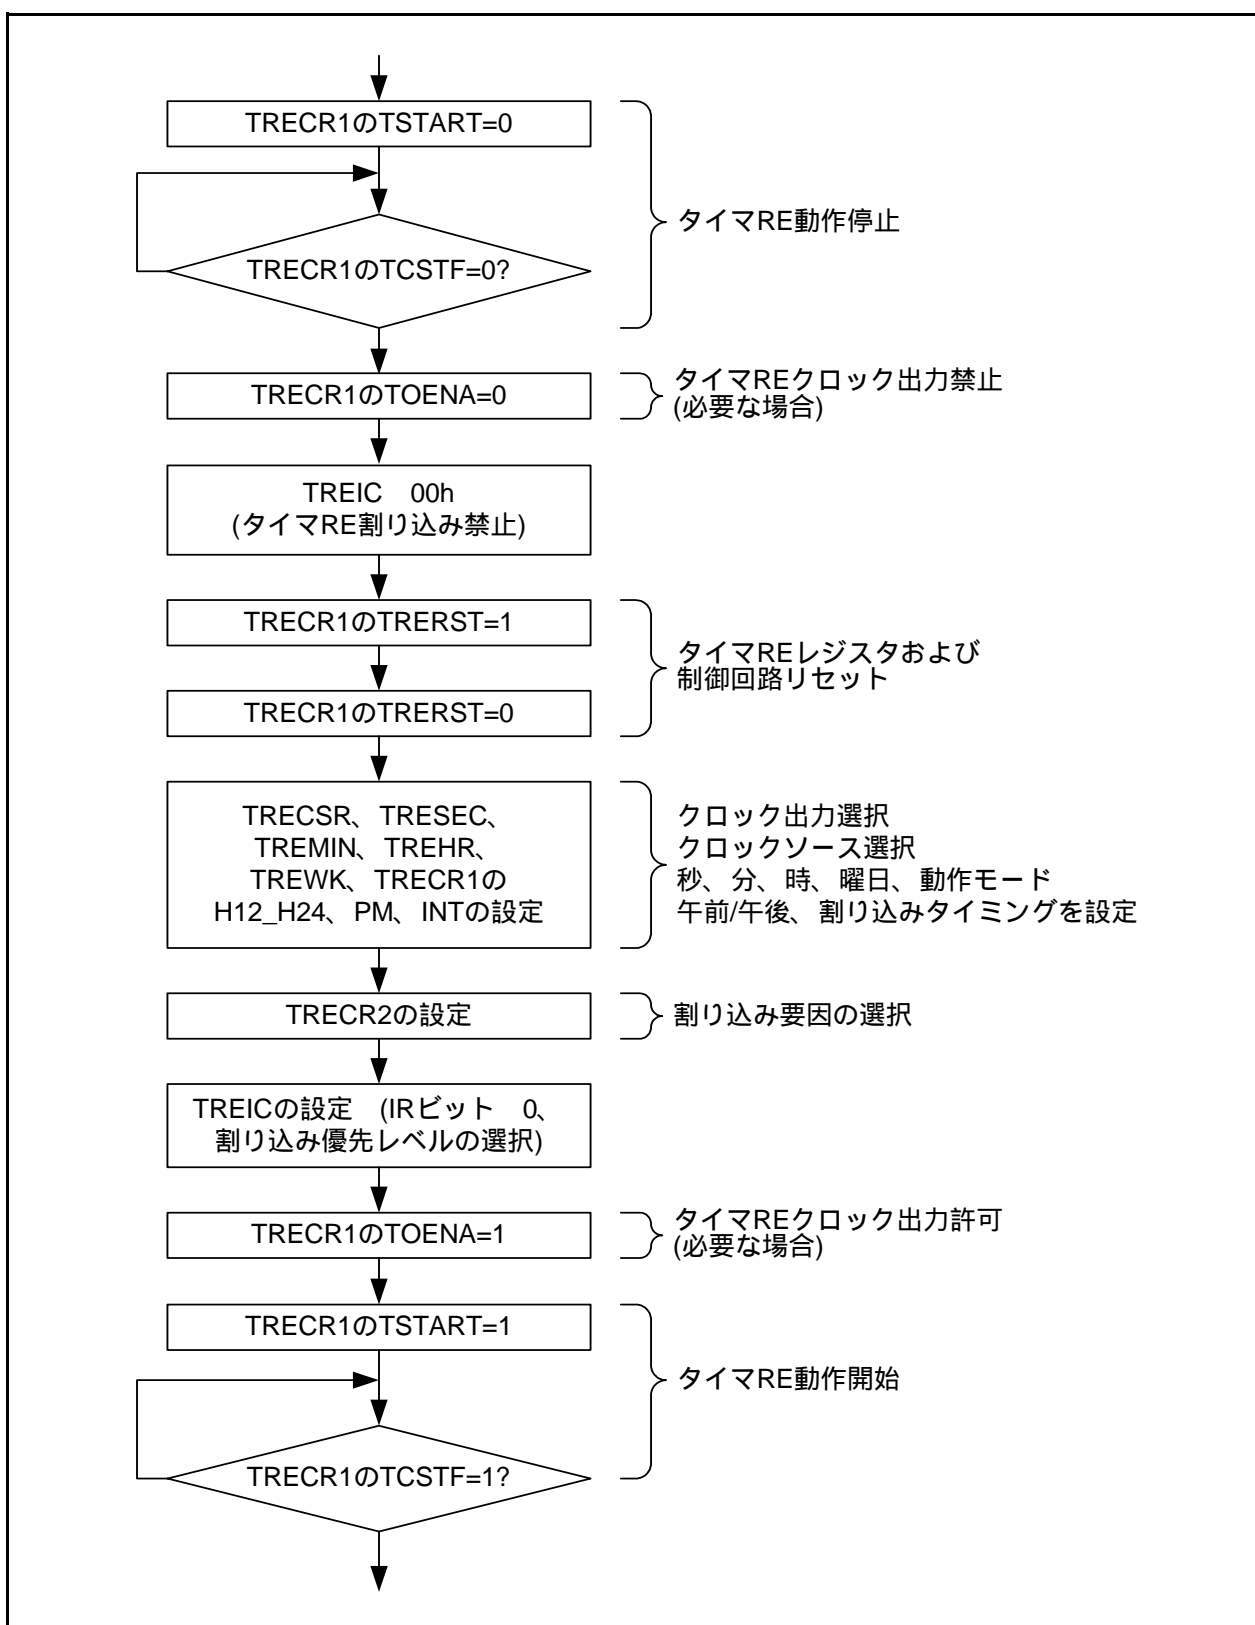 TRECR1のTSTART=0
TRECR1のTCSTF=0?
タイマRE動作停止
TRECR1のTOENA=0
タイマREクロック出力禁止
(必要な場合)
TREIC　00h
(タイマRE割り込み禁止)
TRECR1のTRERST=1
TRECR1のTRERST=0
タイマREレジスタおよび
制御回路リセット
TRECSR、TRESEC、
TREMIN、TREHR、
TREWK、TRECR1の
H12_H24、PM、INTの設定
クロック出力選択
クロックソース選択
秒、分、時、曜日、動作モード
午前/午後、割り込みタイミングを設定
TRECR2の設定
割り込み要因の選択
TREICの設定　(IRビット　0、
割り込み優先レベルの選択)
TRECR1のTOENA=1
タイマREクロック出力許可
(必要な場合)
TRECR1のTSTART=1
TRECR1のTCSTF=1?
タイマRE動作開始